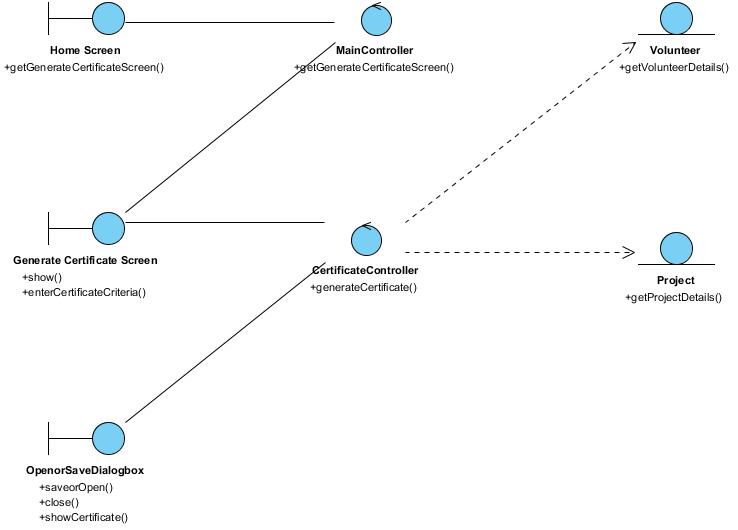 Home Screen
+getGenerateCertificateScreen()
MainController
+getGenerateCertificateScreen()
Volunteer
+getVolunteerDetails()
Generate Certificate Screen
+show()
+enterCertificateCriteria()
CertificateController
+generateCertificate()
Project
+getProjectDetails()
OpenorSaveDialogbox
+saveorOpen()
+close()
+showCertificate()